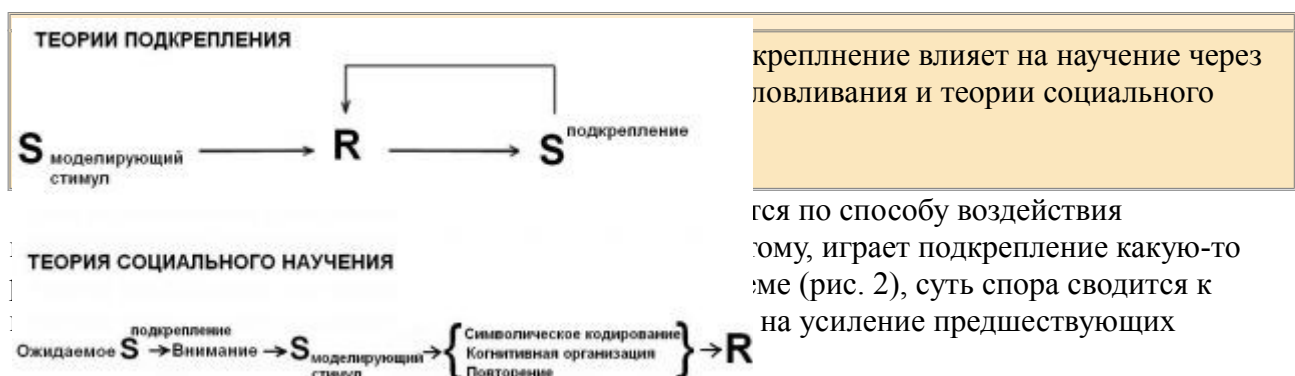 ТЕОРИИ ПОДКРЕПЛЕНИЯ
креплнение влияет на научение через
ловливания и теории социального
S моделирующий стимул R S подкрепление
тся по способу воздействия
тому, играет подкрепление какую-то
ТЕОРИЯ СОЦИАЛЬНОГО НАУЧЕНИЯ
еме (рис. 2), суть спора сводится к
на усиление предшествующих
подкрепление
Ожидаемое S Внимание S моделирующий стимул
Символическое кодирование
Когнитивная организация
Повторение
R